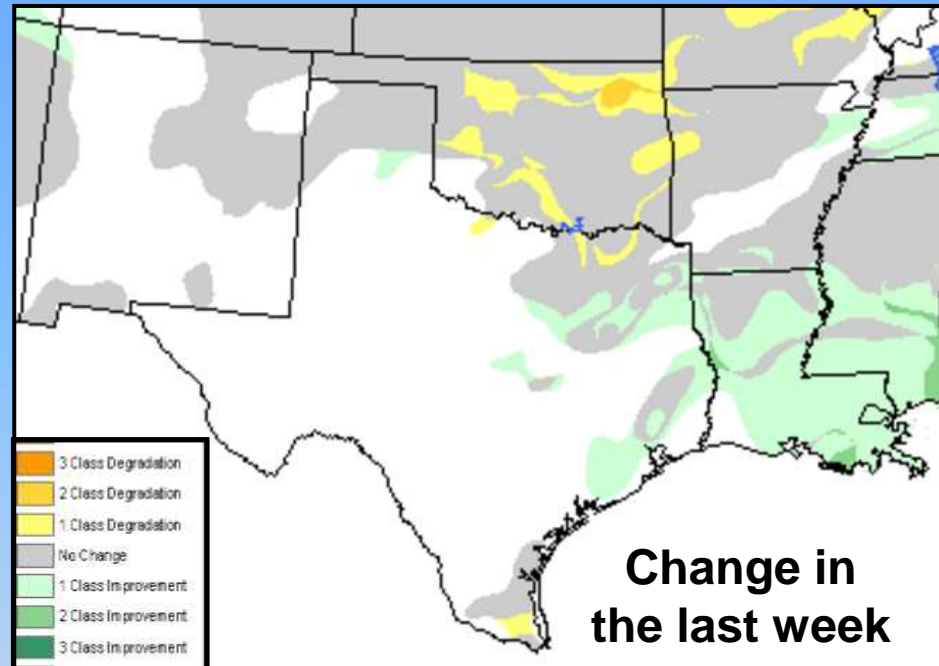 3 Class Degradation
2 Class Degradation
1 Class Degradation
No Change
1 Class Improvement
2 Class Improvement
3 Class Improvement
Change in
the last week